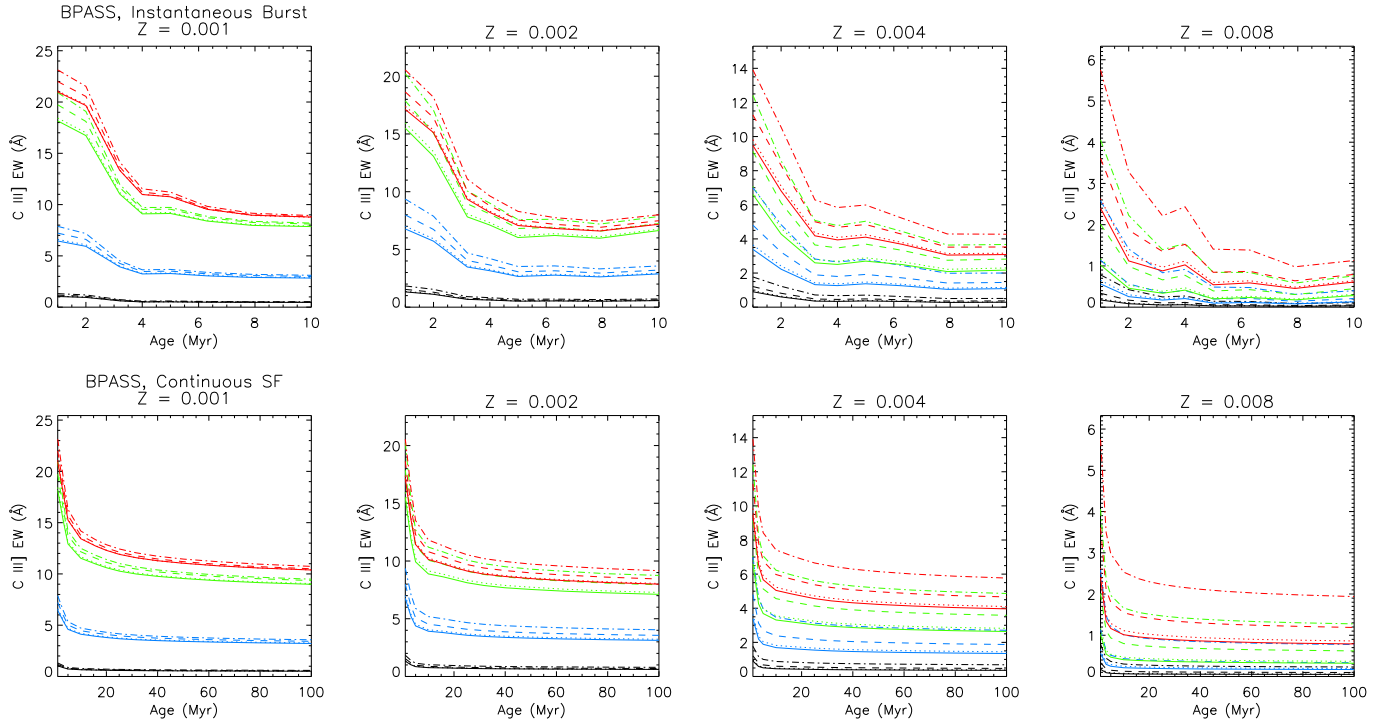 BPASS, Instantaneous Burst
Z = 0.001
Z = 0.002
Z = 0.004
Z = 0.008
25
20
15
10
5
0
C III] EW (Å)
2 4 6 8 10
Age (Myr)
20
15
10
5
0
C III] EW (Å)
2 4 6 8 10
Age (Myr)
14
12
10
8
6
4
2
0
C III] EW (Å)
2 4 6 8 10
Age (Myr)
6
5
4
3
2
1
0
C III] EW (Å)
2 4 6 8 10
Age (Myr)
BPASS, Continuous SF
Z = 0.001
Z = 0.002
Z = 0.004
Z = 0.008
25
20
15
10
5
0
C III] EW (Å)
20 40 60 80 100
Age (Myr)
20
15
10
5
0
C III] EW (Å)
20 40 60 80 100
Age (Myr)
14
12
10
8
6
4
2
0
C III] EW (Å)
20 40 60 80 100
Age (Myr)
6
5
4
3
2
1
0
C III] EW (Å)
20 40 60 80 100
Age (Myr)